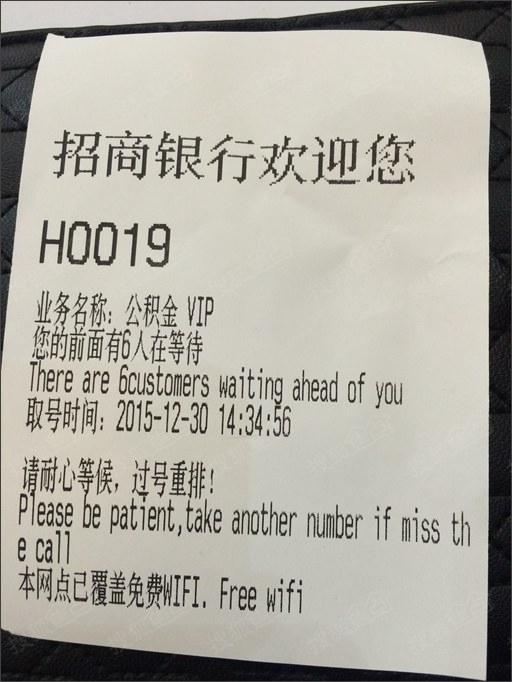 招商银行欢迎您
H0019
业务名称: 公积金 VIP
您的前面有6人在等待
There are 6customers waiting ahead of you
取号时间: 2015-12-30 14:34:56
请耐心等候, 过号重排!
Please be patient,take another number if miss th
e call
本网点已覆盖免费WIFI. Free wifi